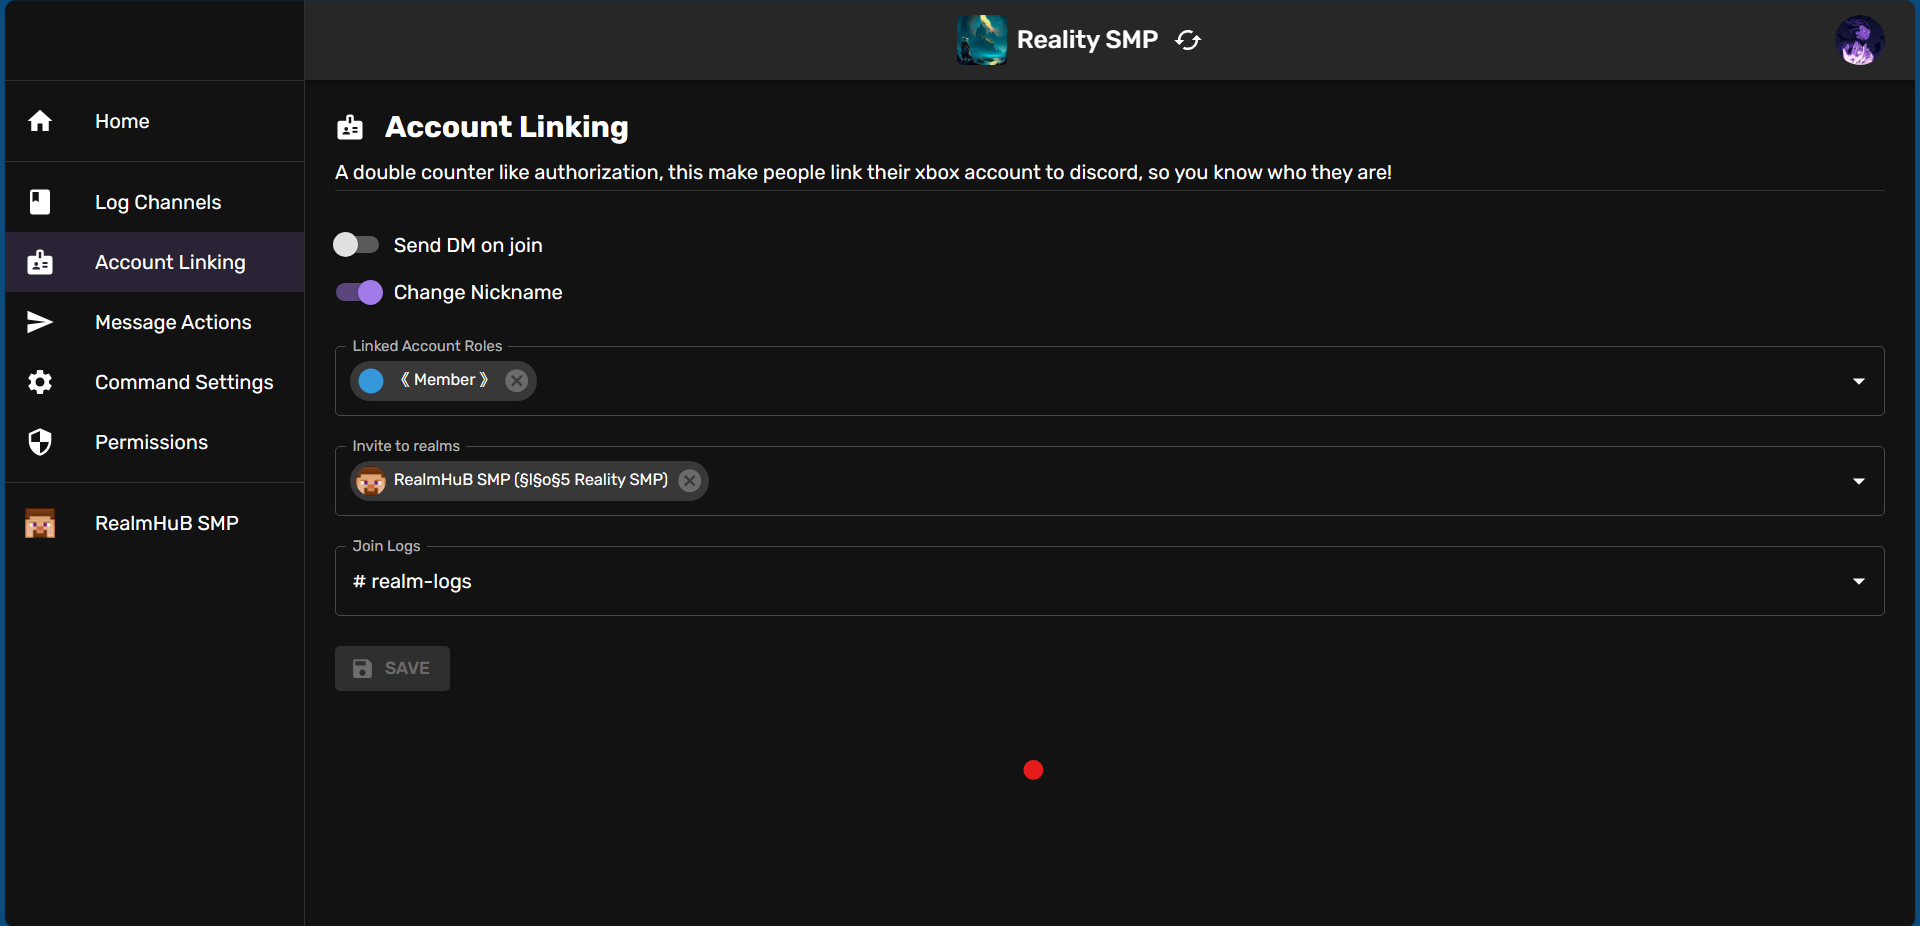 Reality SMP
Home
Log Channels
Account Linking
Message Actions
Command Settings
Permissions
RealmHuB SMP
Account Linking
A double counter like authorization, this make people link their xbox account to discord, so you know who they are!
Send DM on join
Change Nickname
Linked Account Roles
《 Member 》
Invite to realms
RealmHuB SMP (§l§o§5 Reality SMP)
Join Logs
# realm-logs
SAVE